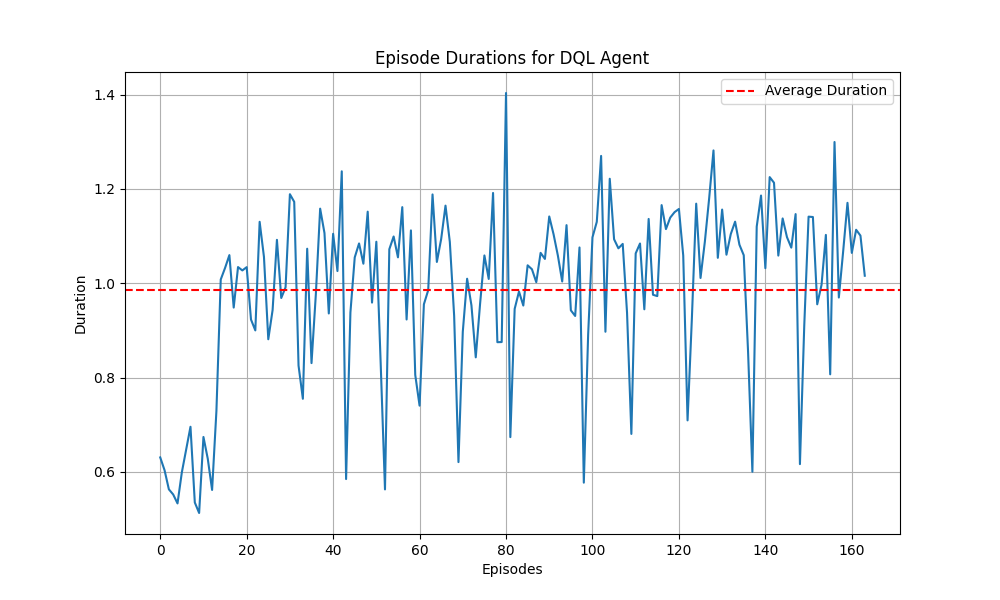 Episode Durations for DQL Agent
Average Duration
1.4
1.2
1.0
0.8
0.6
Duration
0 20 40 60 80 100 120 140 160
Episodes